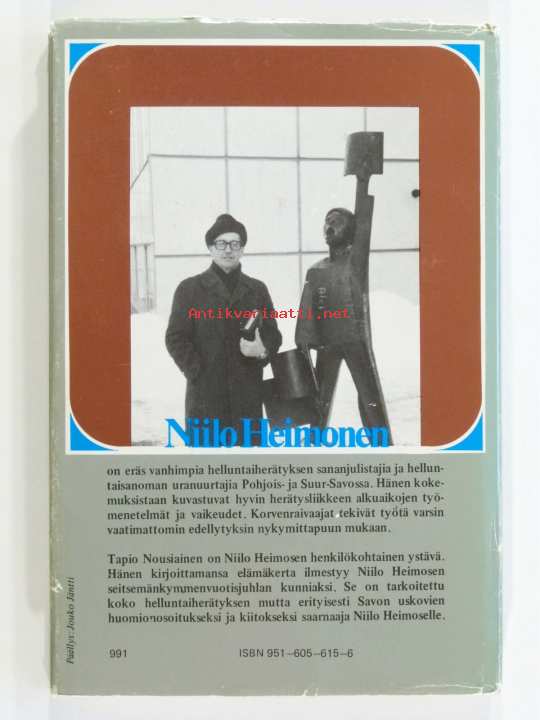 Antikvariaatti.net
Niilo Heimonen
on eräs vanhimpia helluntaiherätyksen sananjulistajia ja hellun-
taisanoman uranuurtajia Pohjois- ja Suur-Savossa. Hänen koke-
muksistaan kuvastuvat hyvin herätysliikkeen alkuaikojen työ-
menetelmät ja vaikeudet. Korvenraivaajat tekivät työtä varsin
vaatimattomin edellytyksin nykymittapuun mukaan.
Tapio Nousiainen on Niilo Heimosen henkilökohtainen ystävä.
Hänen kirjoittamansa elämäkerta ilmestyy Niilo Heimosen
seitsemänkymmenvuotisjuhlan kunniaksi. Se on tarkoitettu
koko helluntaiherätyksen mutta erityisesti Savon uskovien
huomionosoitukseksi ja kiitokseksi saarnaaja Niilo Heimoselle.
991
ISBN 951-605-615-6
Päällys: Jouko Jäntti